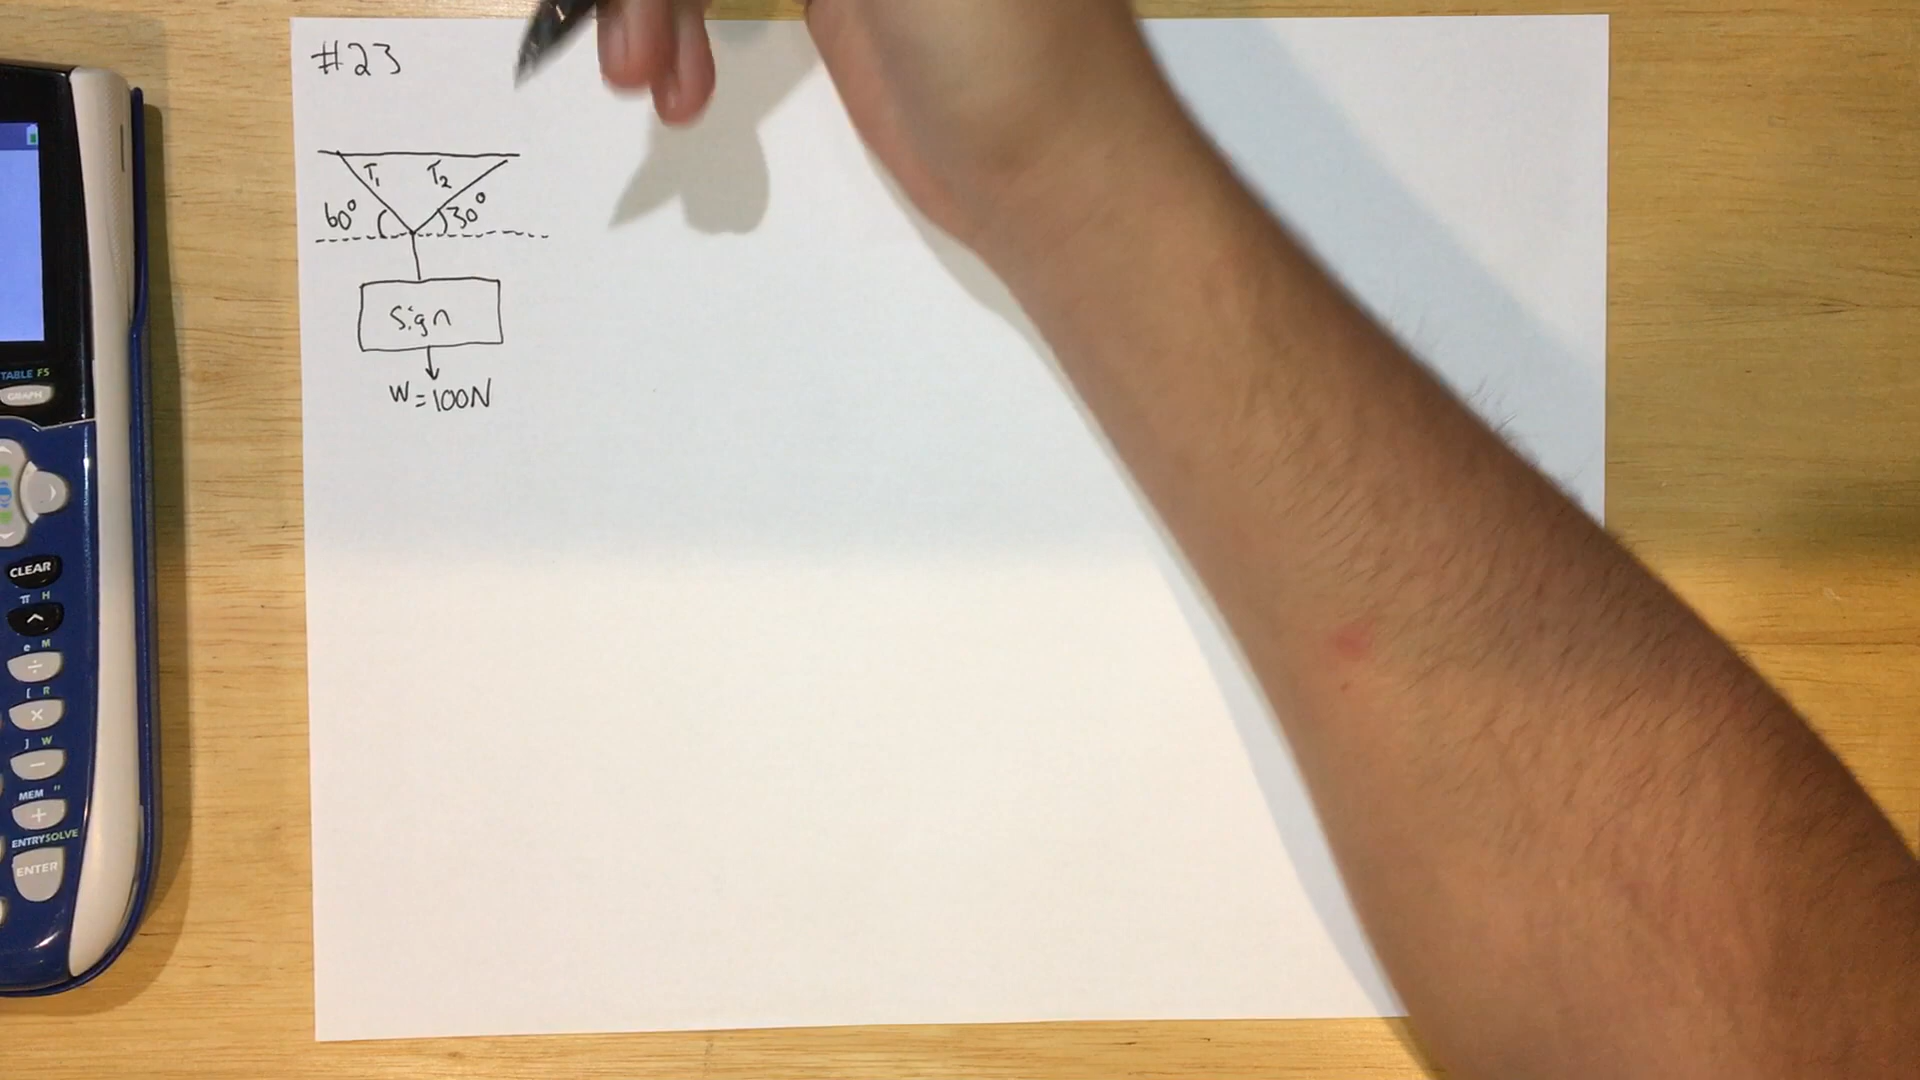 #23
T₁ T₂
60° 30°
Sign
W=100N
TABLE F5
GRAPH
CLEAR
π H
^
e M
÷
[ R
×
] W
−
MEM "
+
ENTRY SOLVE
ENTER